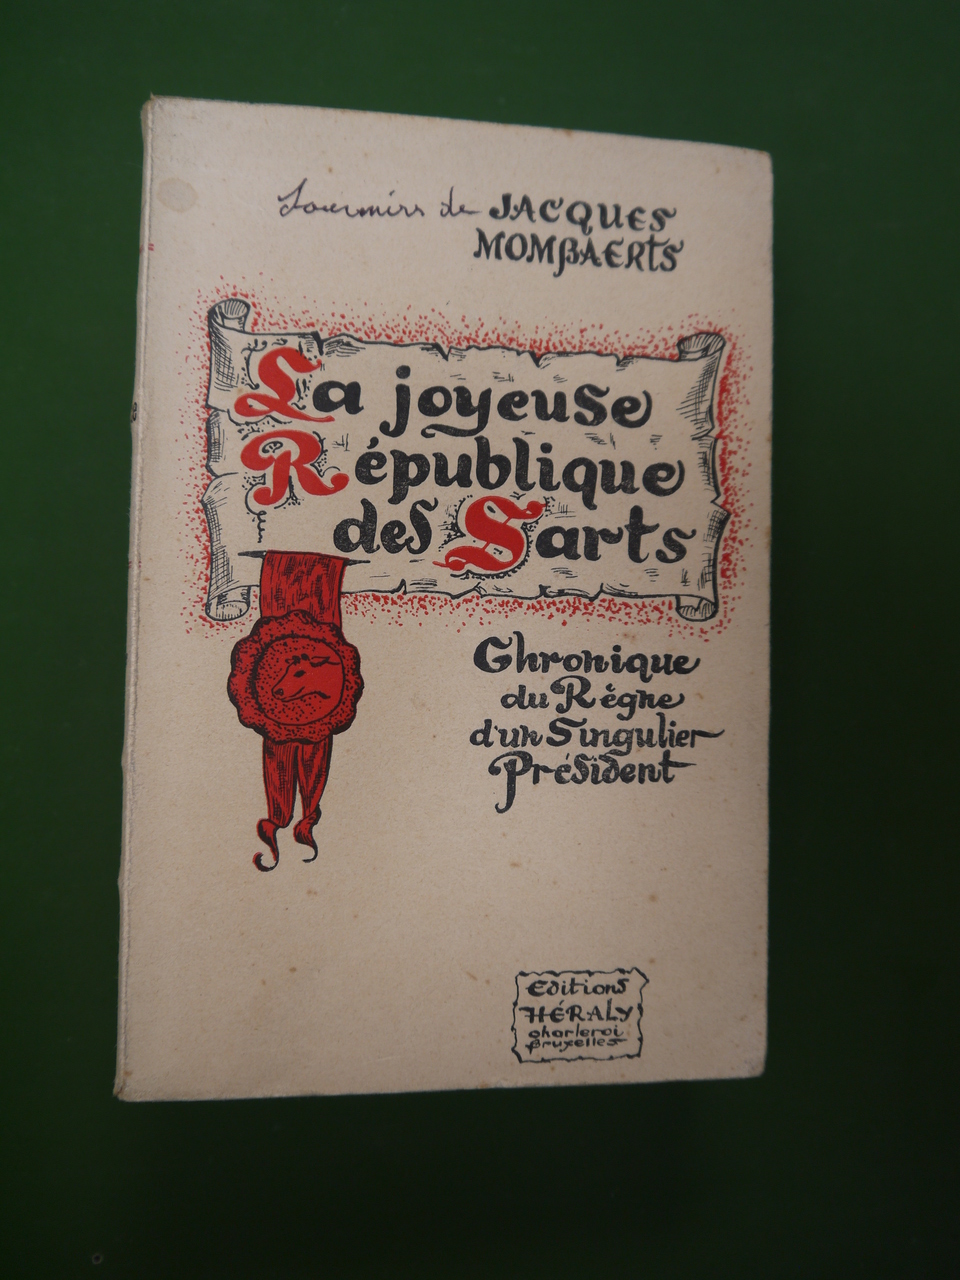 Souvenirs de JACQUES
MOMBAERTS
La joyeuse
République
des Sarts
Chronique
du Règne
d'un Singulier
Président
Editions
HÉRALY
charleroi
Bruxelles